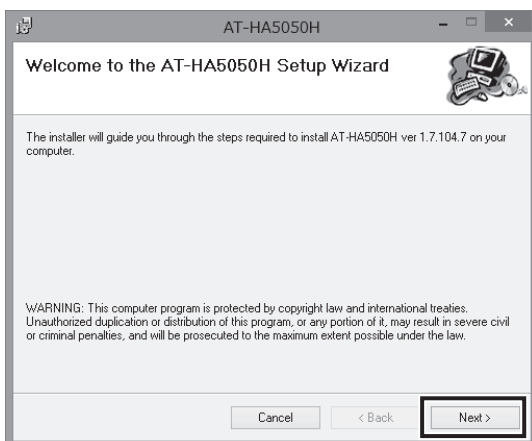 AT-HA5050H
Welcome to the AT-HA5050H Setup Wizard
The installer will guide you through the steps required to install AT-HA5050H ver 1.7.104.7 on your
computer.
WARNING: This computer program is protected by copyright law and international treaties.
Unauthorized duplication or distribution of this program, or any portion of it, may result in severe civil
or criminal penalties, and will be prosecuted to the maximum extent possible under the law.
Cancel < Back Next >